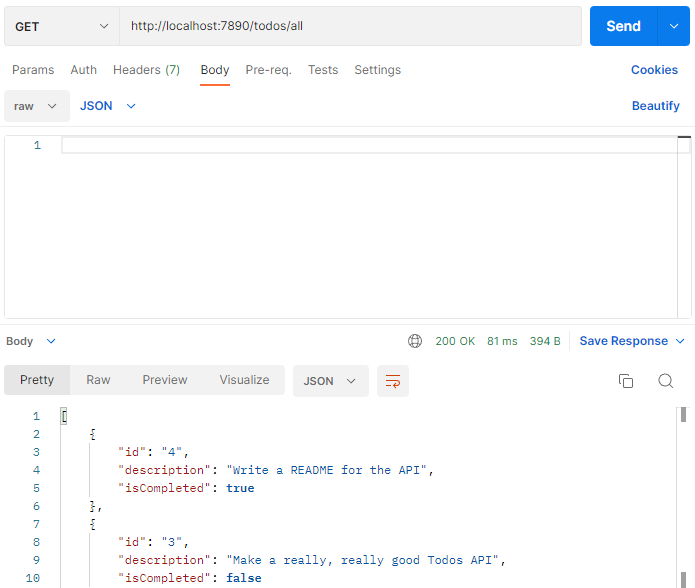 GET http://localhost:7890/todos/all Send
Params Auth Headers (7) Body Pre-req. Tests Settings Cookies
raw JSON Beautify
1
Body 200 OK 81 ms 394 B Save Response
Pretty Raw Preview Visualize JSON
1 [
2 {
3 "id": "4",
4 "description": "Write a README for the API",
5 "isCompleted": true
6 },
7 {
8 "id": "3",
9 "description": "Make a really, really good Todos API",
10 "isCompleted": false